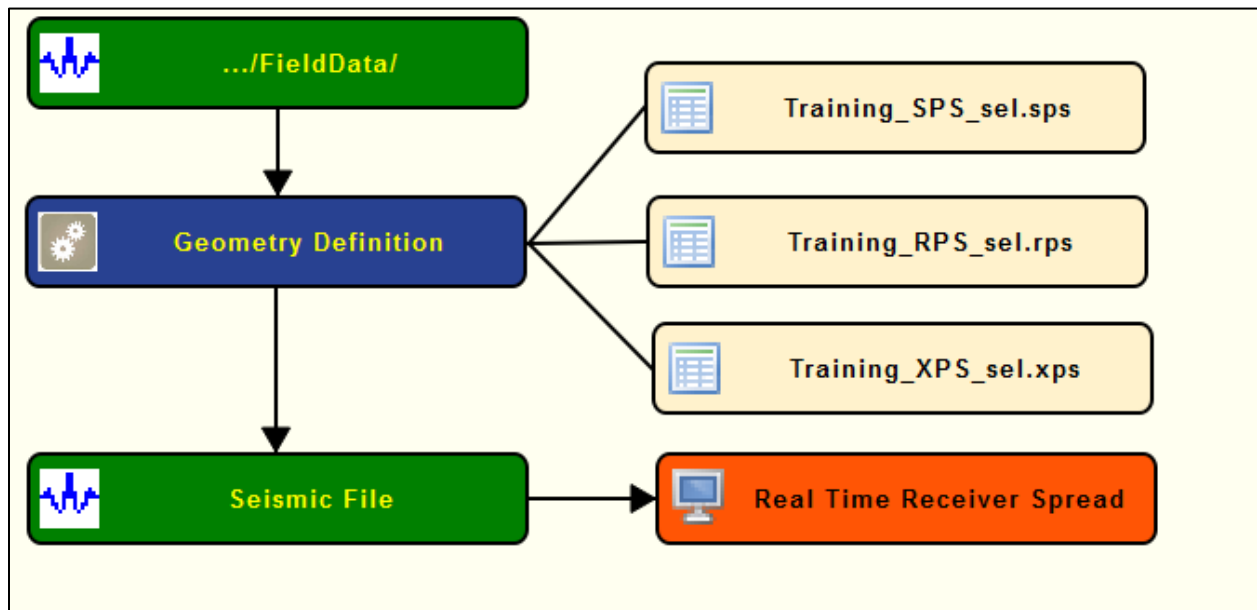 .../FieldData/
Training_SPS_sel.sps
Geometry Definition
Training_RPS_sel.rps
Training_XPS_sel.xps
Seismic File
Real Time Receiver Spread